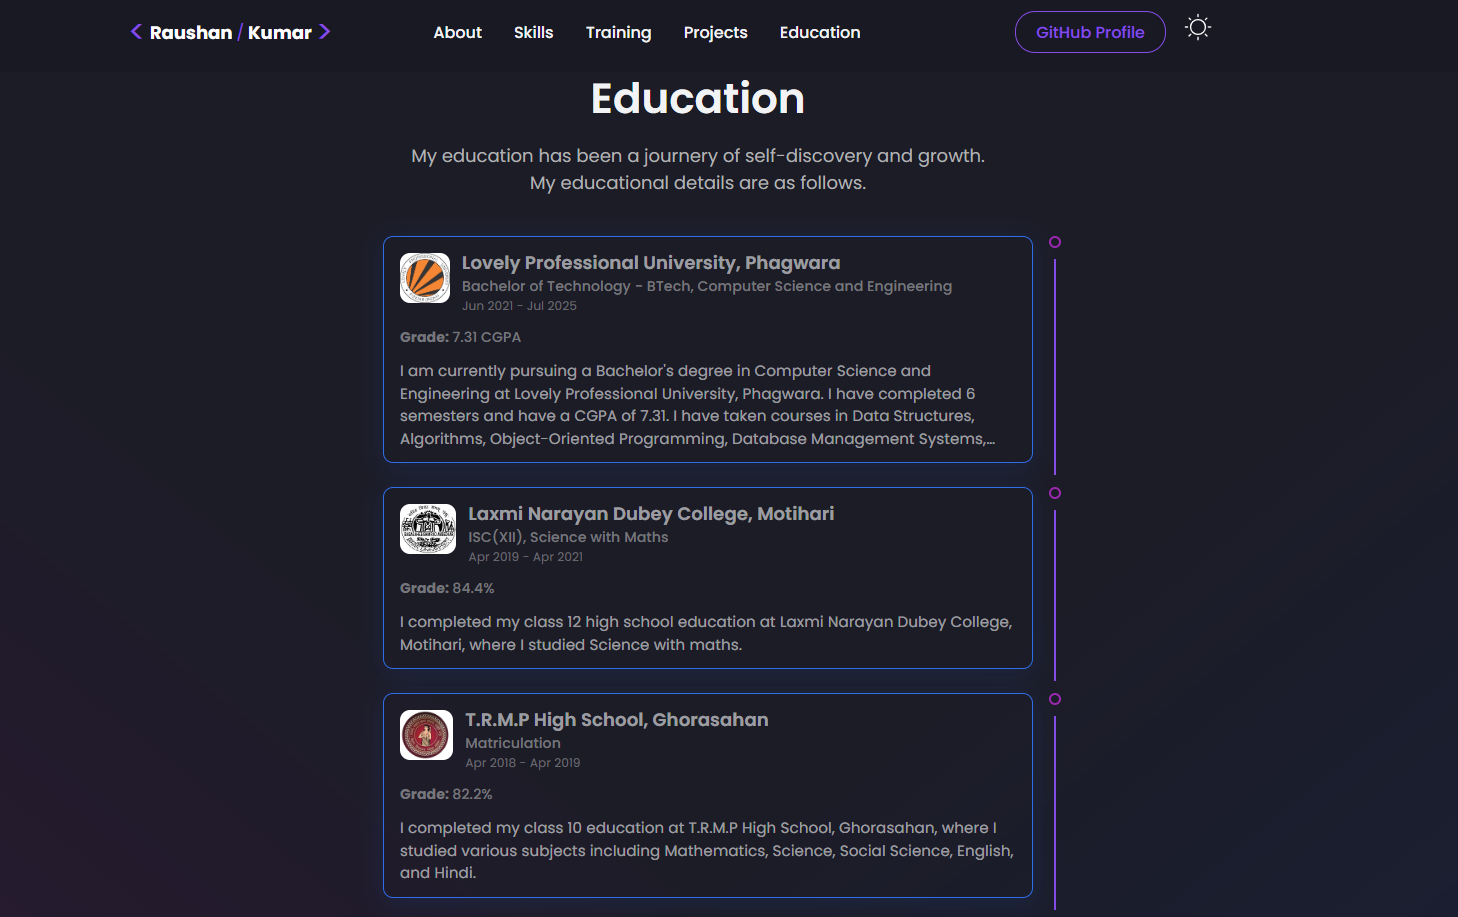 < Raushan / Kumar >
About
Skills
Training
Projects
Education
GitHub Profile
Education
My education has been a journery of self-discovery and growth.
My educational details are as follows.
Lovely Professional University, Phagwara
Bachelor of Technology - BTech, Computer Science and Engineering
Jun 2021 - Jul 2025
Grade: 7.31 CGPA
I am currently pursuing a Bachelor's degree in Computer Science and
Engineering at Lovely Professional University, Phagwara. I have completed 6
semesters and have a CGPA of 7.31. I have taken courses in Data Structures,
Algorithms, Object-Oriented Programming, Database Management Systems,...
Laxmi Narayan Dubey College, Motihari
ISC(XII), Science with Maths
Apr 2019 - Apr 2021
Grade: 84.4%
I completed my class 12 high school education at Laxmi Narayan Dubey College,
Motihari, where I studied Science with maths.
T.R.M.P High School, Ghorasahan
Matriculation
Apr 2018 - Apr 2019
Grade: 82.2%
I completed my class 10 education at T.R.M.P High School, Ghorasahan, where I
studied various subjects including Mathematics, Science, Social Science, English,
and Hindi.